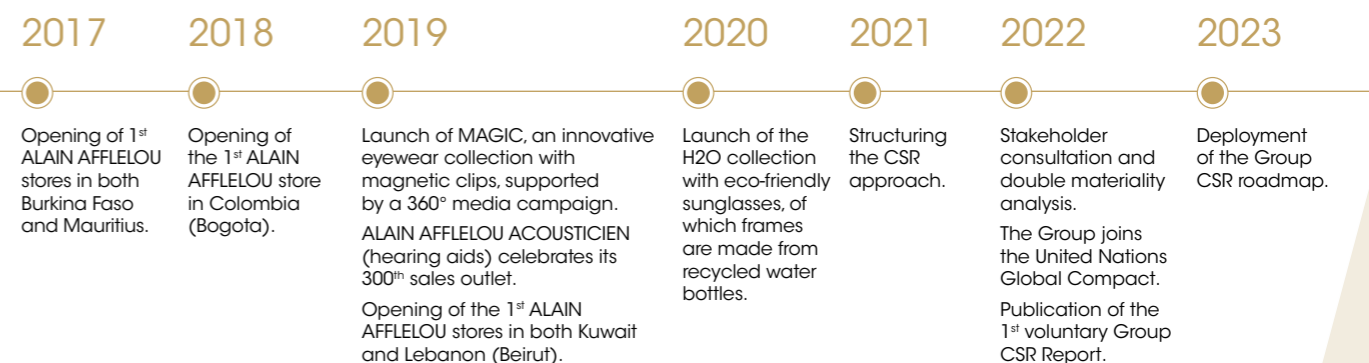 2017
Opening of 1st
ALAIN AFFLELOU
stores in both
Burkina Faso
and Mauritius.
2018
Opening of
the 1st ALAIN
AFFLELOU store
in Colombia
(Bogota).
2019
Launch of MAGIC, an innovative
eyewear collection with
magnetic clips, supported
by a 360° media campaign.
ALAIN AFFLELOU ACOUSTICIEN
(hearing aids) celebrates its
300th sales outlet.
Opening of the 1st ALAIN
AFFLELOU stores in both Kuwait
and Lebanon (Beirut).
2020
Launch of the
H2O collection
with eco-friendly
sunglasses, of
which frames
are made from
recycled water
bottles.
2021
Structuring
the CSR
approach.
2022
Stakeholder
consultation and
double materiality
analysis.
The Group joins
the United Nations
Global Compact.
Publication of the
1st voluntary Group
CSR Report.
2023
Deployment
of the Group
CSR roadmap.